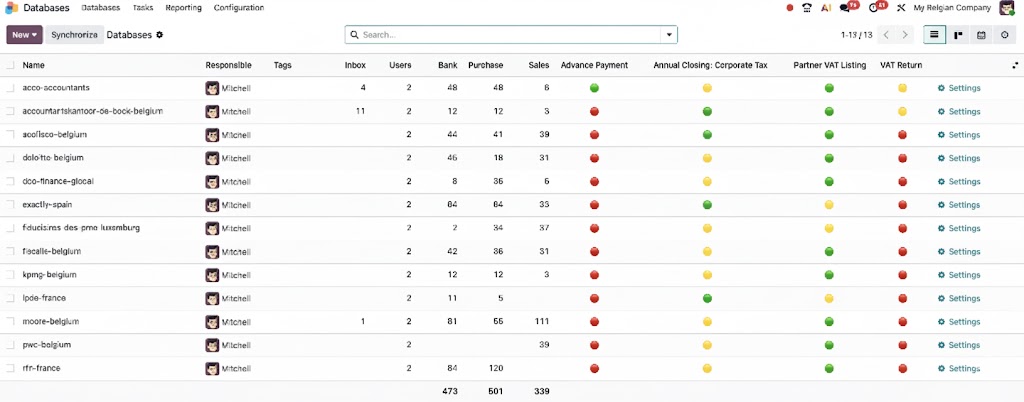 Databases Databases Tasks Reporting Configuration AI My Belgian Company
New Synchronize Databases Search... 1-13 / 13
Name Responsible Tags Inbox Users Bank Purchase Sales Advance Payment Annual Closing: Corporate Tax Partner VAT Listing VAT Return
acco-accountants Mitchell 4 2 48 48 6 Settings
accountantskantoor-de-bock-belgium Mitchell 11 2 12 12 3 Settings
acofisco-belgium Mitchell 2 44 41 39 Settings
deloitte-belgium Mitchell 2 46 18 31 Settings
dco-finance-glocal Mitchell 2 8 36 6 Settings
exactly-spain Mitchell 2 84 84 33 Settings
fiducisires-des-pme-luxemburg Mitchell 2 2 34 37 Settings
fiscalle-belgium Mitchell 2 42 36 31 Settings
kpmg-belgium Mitchell 2 12 12 3 Settings
lpde-france Mitchell 2 11 5 Settings
moore-belgium Mitchell 1 2 81 55 111 Settings
pwc-belgium Mitchell 2 39 Settings
rfr-france Mitchell 2 84 120 Settings
473 501 339